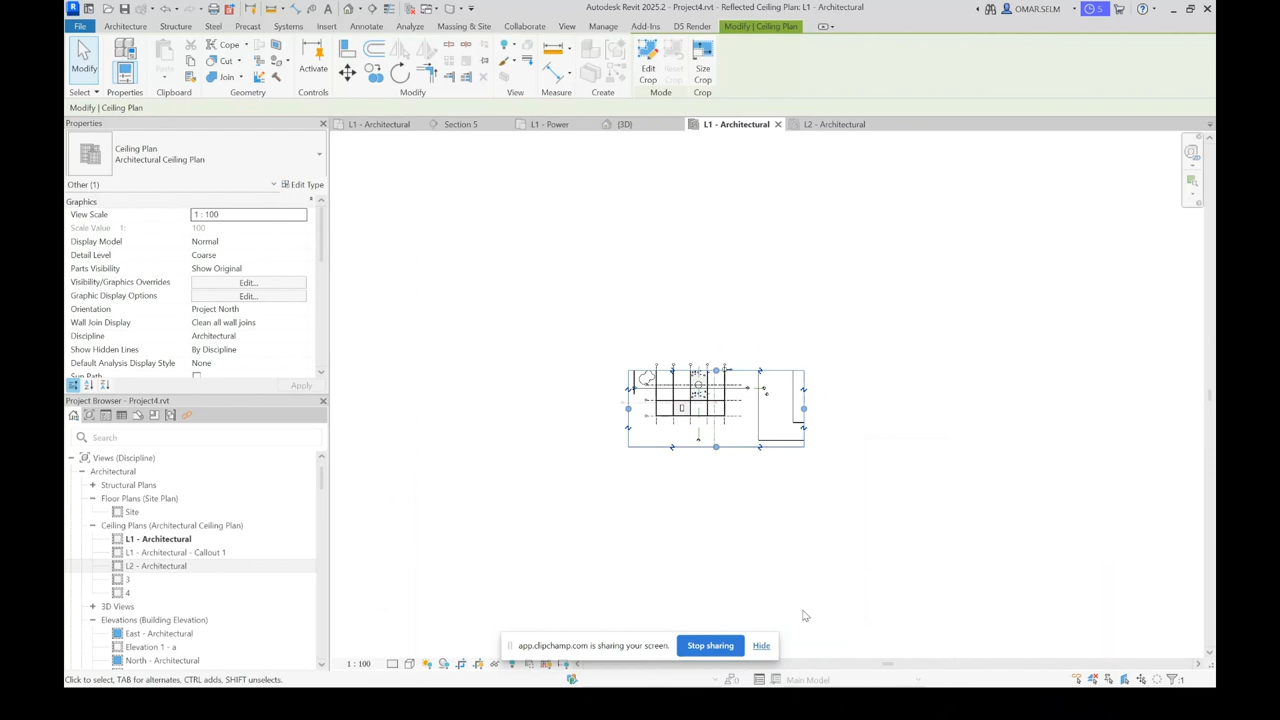 Autodesk Revit 2025.2 - Project4.rvt - Reflected Ceiling Plan: L1 - Architectural
OMAR.SELM
5
File Architecture Structure Steel Precast Systems Insert Annotate Analyze Massing & Site Collaborate View Manage Add-Ins D5 Render Modify | Ceiling Plan
Cope
Cut
Join
Modify
Paste
Activate
Edit Crop
Reset Crop
Size Crop
Select Properties Clipboard Geometry Controls Modify View Measure Create Mode Crop
Modify | Ceiling Plan
Properties
L1 - Architectural Section 5 L1 - Power {3D} L1 - Architectural L2 - Architectural
Ceiling Plan
Architectural Ceiling Plan
Other (1) Edit Type
Graphics
View Scale 1 : 100
Scale Value 1: 100
Display Model Normal
Detail Level Coarse
Parts Visibility Show Original
Visibility/Graphics Overrides Edit...
Graphic Display Options Edit...
Orientation Project North
Wall Join Display Clean all wall joins
Discipline Architectural
Show Hidden Lines By Discipline
Default Analysis Display Style None
Sun Path
Apply
Project Browser - Project4.rvt
Search
Views (Discipline)
Architectural
Structural Plans
Floor Plans (Site Plan)
Site
Ceiling Plans (Architectural Ceiling Plan)
L1 - Architectural
L1 - Architectural - Callout 1
L2 - Architectural
3
4
3D Views
Elevations (Building Elevation)
East - Architectural
Elevation 1 - a
North - Architectural
app.clipchamp.com is sharing your screen. Stop sharing Hide
1 : 100
Click to select, TAB for alternates, CTRL adds, SHIFT unselects.
:0
Main Model
:1